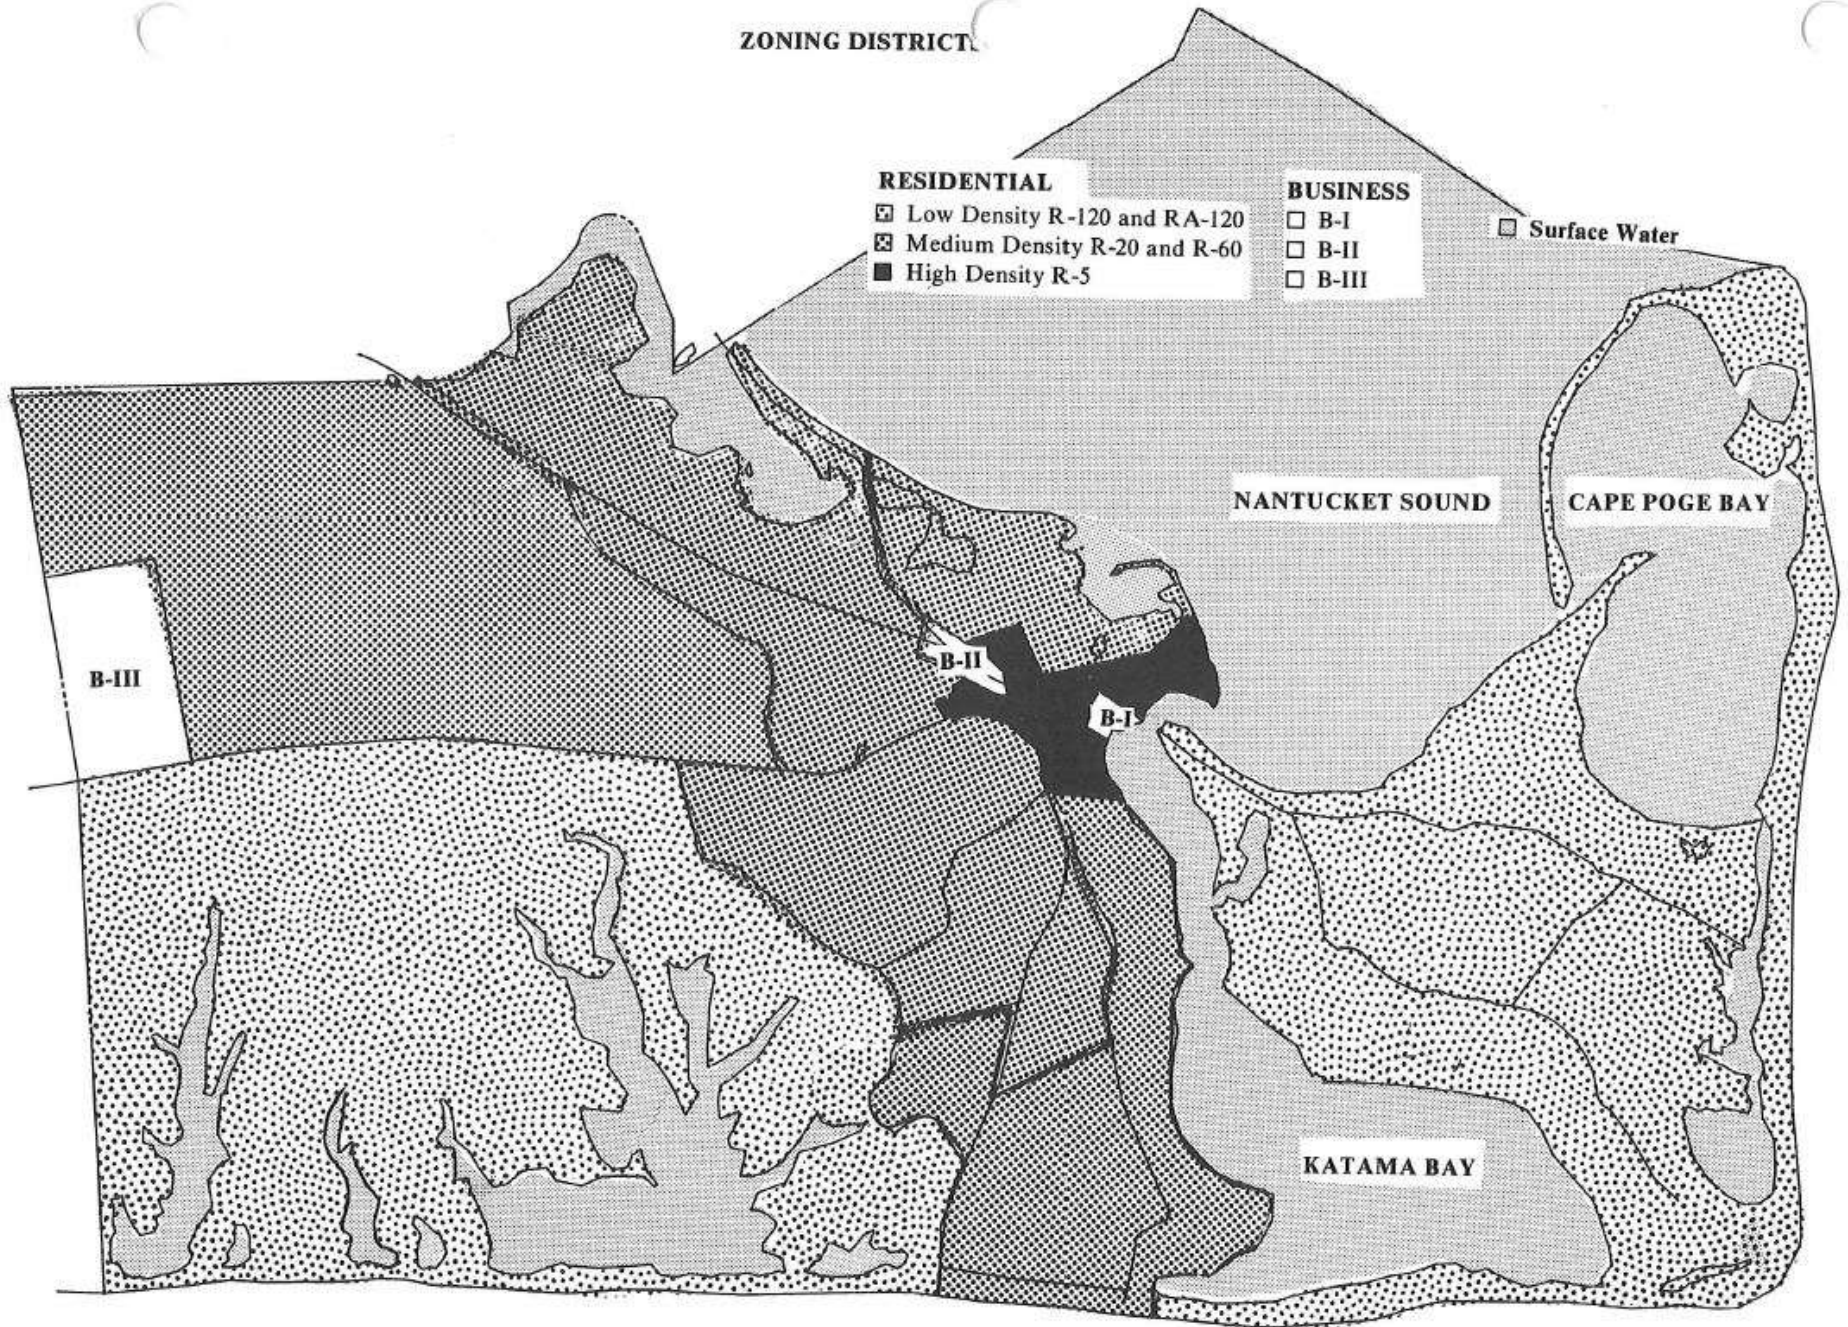 ZONING DISTRICTS
RESIDENTIAL
Low Density R-120 and RA-120
Medium Density R-20 and R-60
High Density R-5
BUSINESS
B-I
B-II
B-III
Surface Water
NANTUCKET SOUND
CAPE POGE BAY
B-II
B-III
B-I
KATAMA BAY